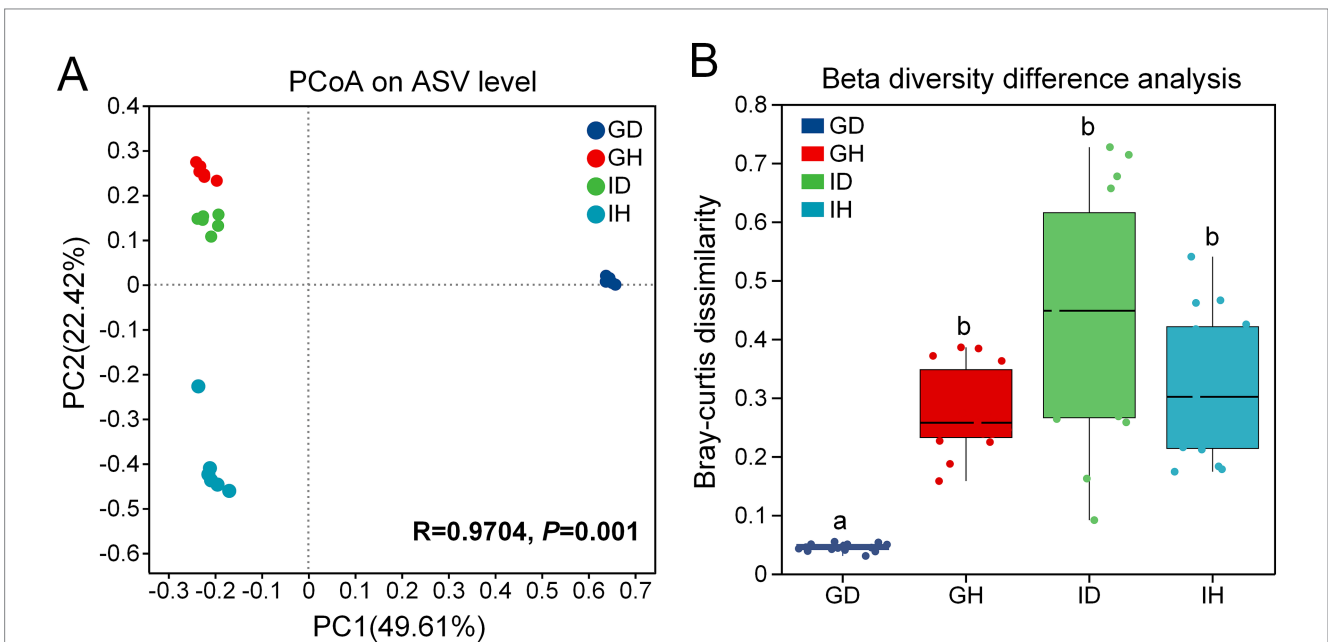 A
PCoA on ASV level
0.4
0.3
0.2
0.1
0
-0.1
-0.2
-0.3
-0.4
-0.5
-0.6
PC2(22.42%)
GD
GH
ID
IH
R=0.9704, P=0.001
-0.3 -0.2 -0.1 0 0.1 0.2 0.3 0.4 0.5 0.6 0.7
PC1(49.61%)
B
Beta diversity difference analysis
0.8
0.7
0.6
0.5
0.4
0.3
0.2
0.1
0
Bray-curtis dissimilarity
GD
GH
ID
IH
a
b
b
b
GD GH ID IH